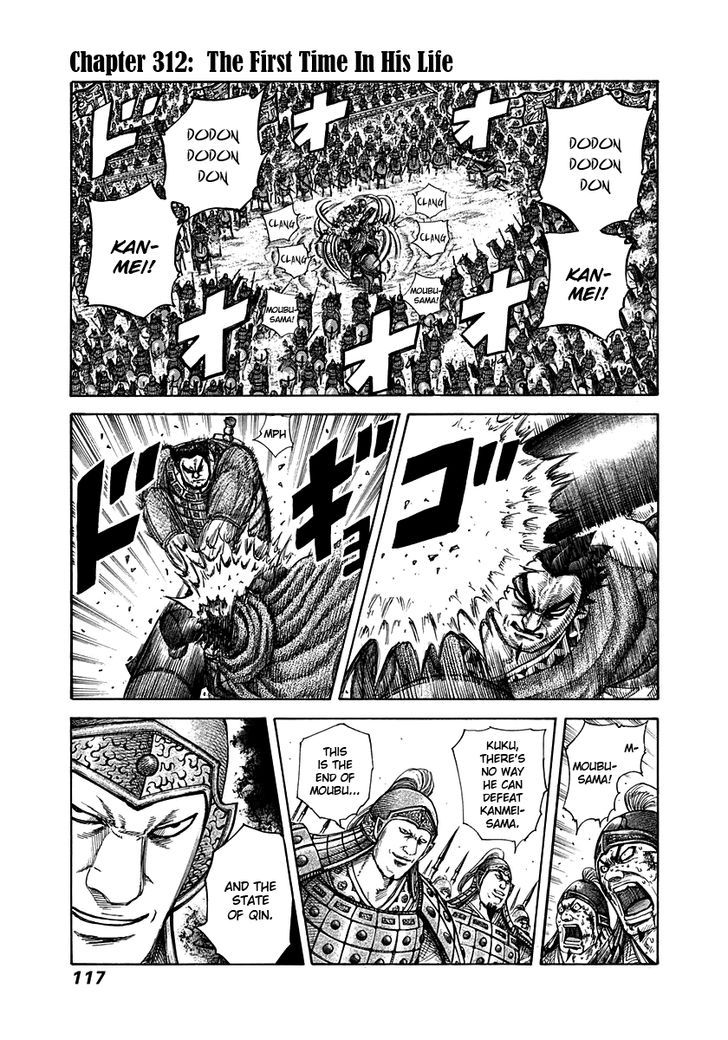 Chapter 312: The First Time In His Life
ド
オ
オ
DODON
DODON
DON
DODON
DODON
DON
CLANG
CLANG
CLANG
CLANG
KAN-
MEI!
KAN-
MEI!
MOUBU-
SAMA!
MOUBU-
SAMA!
オ
オ
オ
ゴ
MPH
ギョ
ド
M-
MOUBU-
SAMA!
KUKU,
THERE'S
NO WAY
HE CAN
DEFEAT
KANMEI-
SAMA.
THIS
IS THE
END OF
MOUBU...
AND THE
STATE
OF QIN.
117